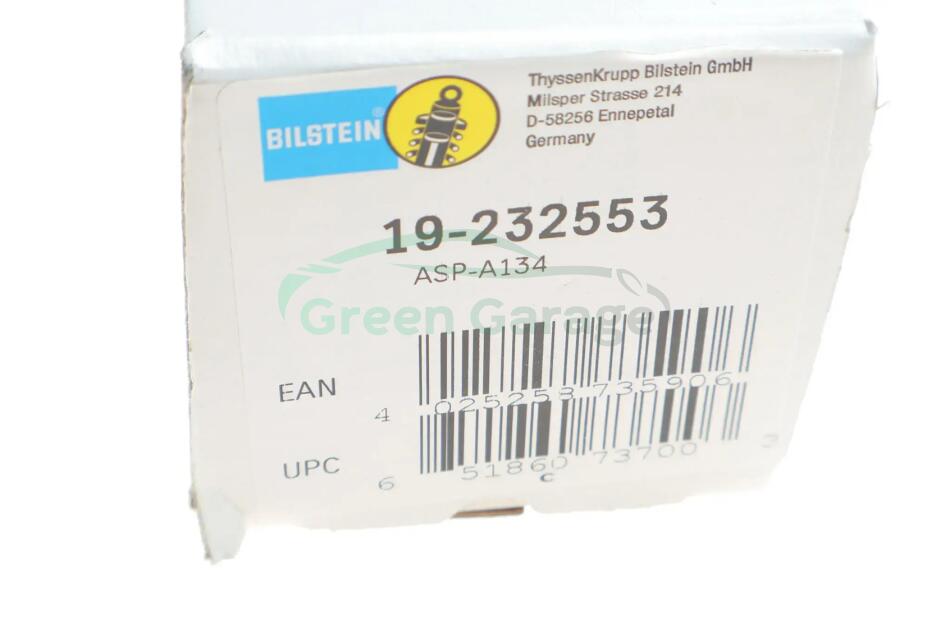 ThyssenKrupp Bilstein GmbH
Milsper Strasse 214
D-58256 Ennepetal
Germany
BILSTEIN®
19-232553
ASP-A134
Green Garage
EAN
4 025258 735906
UPC
6 51860 73700 3
c